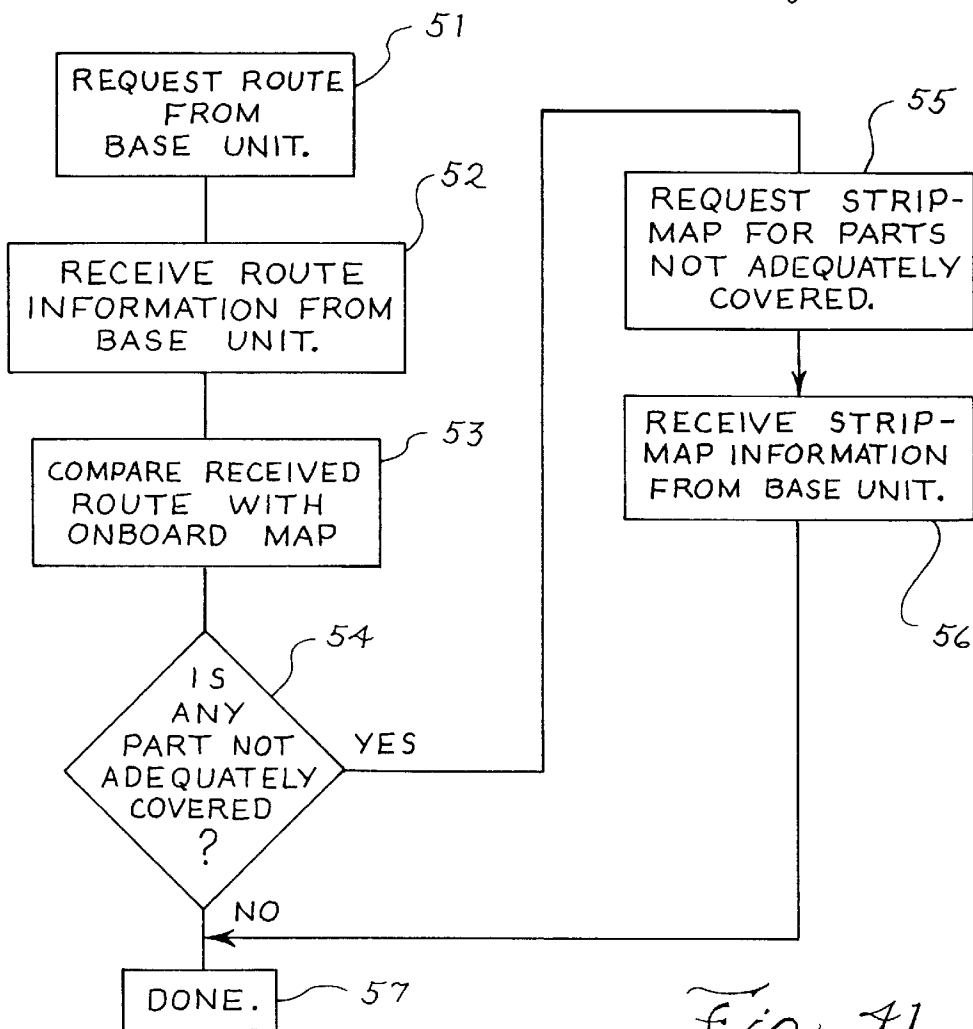 51
REQUEST ROUTE
FROM
BASE UNIT.
52
RECEIVE ROUTE
INFORMATION FROM
BASE UNIT.
53
COMPARE RECEIVED
ROUTE WITH
ONBOARD MAP
54
IS
ANY
PART NOT
ADEQUATELY
COVERED
?
YES
NO
55
REQUEST STRIP-
MAP FOR PARTS
NOT ADEQUATELY
COVERED.
RECEIVE STRIP-
MAP INFORMATION
FROM BASE UNIT.
56
DONE.
57
Fig. 41